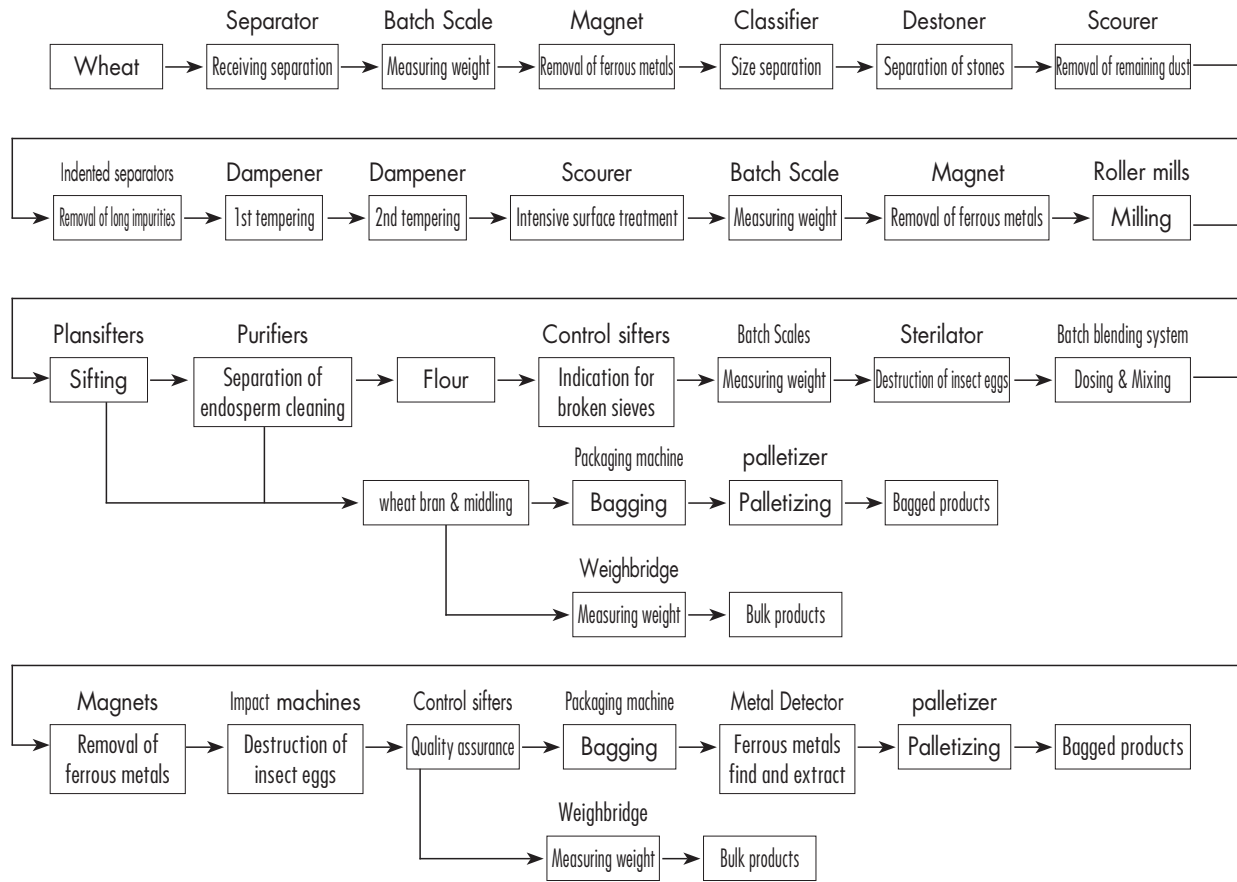 Separator
Batch Scale
Magnet
Classifier
Destoner
Scourer
Wheat
Receiving separation
Measuring weight
Removal of ferrous metals
Size separation
Separation of stones
Removal of remaining dust
Indented separators
Dampener
Dampener
Scourer
Batch Scale
Magnet
Roller mills
Removal of long impurities
1st tempering
2nd tempering
Intensive surface treatment
Measuring weight
Removal of ferrous metals
Milling
Plansifters
Purifiers
Control sifters
Batch Scales
Sterilator
Batch blending system
Sifting
Separation of
endosperm cleaning
Flour
Indication for
broken sieves
Measuring weight
Destruction of insect eggs
Dosing & Mixing
Packaging machine
palletizer
wheat bran & middling
Bagging
Palletizing
Bagged products
Weighbridge
Measuring weight
Bulk products
Magnets
Impact machines
Control sifters
Packaging machine
Metal Detector
palletizer
Removal of
ferrous metals
Destruction of
insect eggs
Quality assurance
Bagging
Ferrous metals
find and extract
Palletizing
Bagged products
Weighbridge
Measuring weight
Bulk products